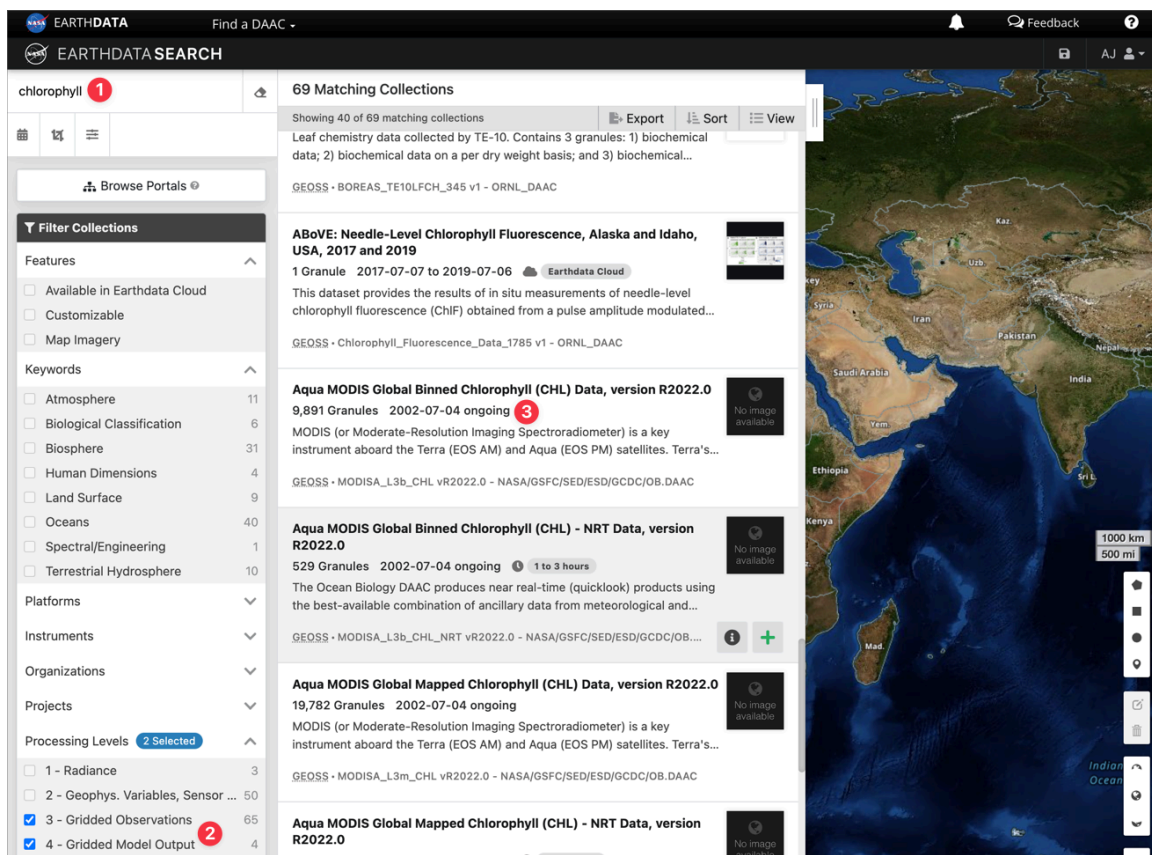 NASA EARTHDATA Find a DAAC Feedback
NASA EARTHDATA SEARCH AJ
chlorophyll 1
Browse Portals
Filter Collections
Features
Available in Earthdata Cloud
Customizable
Map Imagery
Keywords
Atmosphere 11
Biological Classification 6
Biosphere 31
Human Dimensions 4
Land Surface 9
Oceans 40
Spectral/Engineering 1
Terrestrial Hydrosphere 10
Platforms
Instruments
Organizations
Projects
Processing Levels 2 Selected
1 - Radiance 3
2 - Geophys. Variables, Sensor ... 50
3 - Gridded Observations 65
2
4 - Gridded Model Output 4
69 Matching Collections
Showing 40 of 69 matching collections Export Sort View
Leaf chemistry data collected by TE-10. Contains 3 granules: 1) biochemical
data; 2) biochemical data on a per dry weight basis; and 3) biochemical...
GEOSS • BOREAS_TE10LFCH_345 v1 - ORNL_DAAC
ABoVE: Needle-Level Chlorophyll Fluorescence, Alaska and Idaho,
USA, 2017 and 2019
1 Granule 2017-07-07 to 2019-07-06 Earthdata Cloud
This dataset provides the results of in situ measurements of needle-level
chlorophyll fluorescence (ChlF) obtained from a pulse amplitude modulated...
GEOSS • Chlorophyll_Fluorescence_Data_1785 v1 - ORNL_DAAC
Aqua MODIS Global Binned Chlorophyll (CHL) Data, version R2022.0
9,891 Granules 2002-07-04 ongoing 3
MODIS (or Moderate-Resolution Imaging Spectroradiometer) is a key
instrument aboard the Terra (EOS AM) and Aqua (EOS PM) satellites. Terra's...
GEOSS • MODISA_L3b_CHL vR2022.0 - NASA/GSFC/SED/ESD/GCDC/OB.DAAC
No image
available
Aqua MODIS Global Binned Chlorophyll (CHL) - NRT Data, version
R2022.0
529 Granules 2002-07-04 ongoing 1 to 3 hours
The Ocean Biology DAAC produces near real-time (quicklook) products using
the best-available combination of ancillary data from meteorological and...
GEOSS • MODISA_L3b_CHL_NRT vR2022.0 - NASA/GSFC/SED/ESD/GCDC/OB....
No image
available
Aqua MODIS Global Mapped Chlorophyll (CHL) Data, version R2022.0
19,782 Granules 2002-07-04 ongoing
MODIS (or Moderate-Resolution Imaging Spectroradiometer) is a key
instrument aboard the Terra (EOS AM) and Aqua (EOS PM) satellites. Terra's...
GEOSS • MODISA_L3m_CHL vR2022.0 - NASA/GSFC/SED/ESD/GCDC/OB.DAAC
No image
available
Aqua MODIS Global Mapped Chlorophyll (CHL) - NRT Data, version
R2022.0
No image
Kaz.
Uzb.
key
Syria
Iran
Pakistan
Nepal
Saudi Arabia
India
Yem
Ethiopia
Sri L.
Kenya
1000 km
500 mi
Mad.
Indian
Ocean